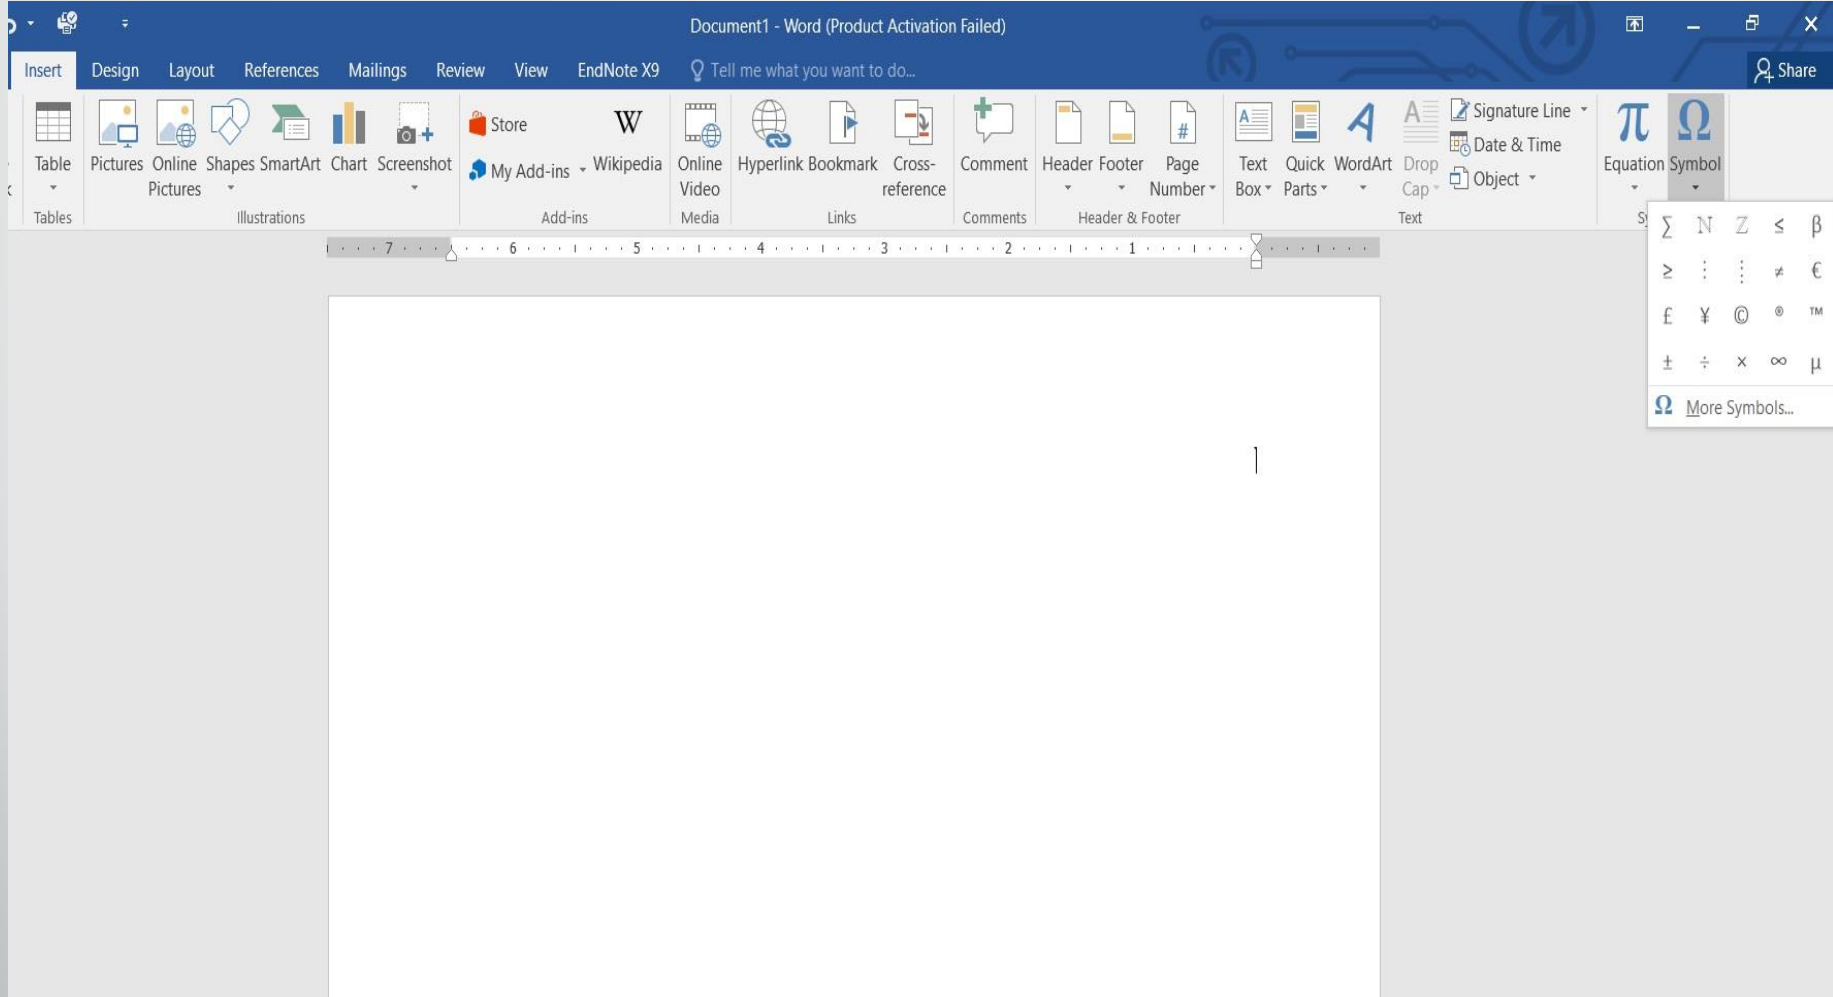 Document1 - Word (Product Activation Failed)
Insert Design Layout References Mailings Review View EndNote X9 Tell me what you want to do... Share
Table
Pictures
Online
Pictures
Shapes
SmartArt
Chart
Screenshot
Store
My Add-ins
Wikipedia
Online
Video
Hyperlink
Bookmark
Cross-
reference
Comment
Header
Footer
Page
Number
Text
Box
Quick
Parts
WordArt
Drop
Cap
Signature Line
Date & Time
Object
Equation
Symbol
Tables Illustrations Add-ins Media Links Comments Header & Footer Text
7 6 5 4 3 2 1
∑ ℕ ℤ ≤ β
≥ ⋮ ⁞ ≠ €
£ ¥ © ® ™
± ÷ × ∞ µ
Ω More Symbols...